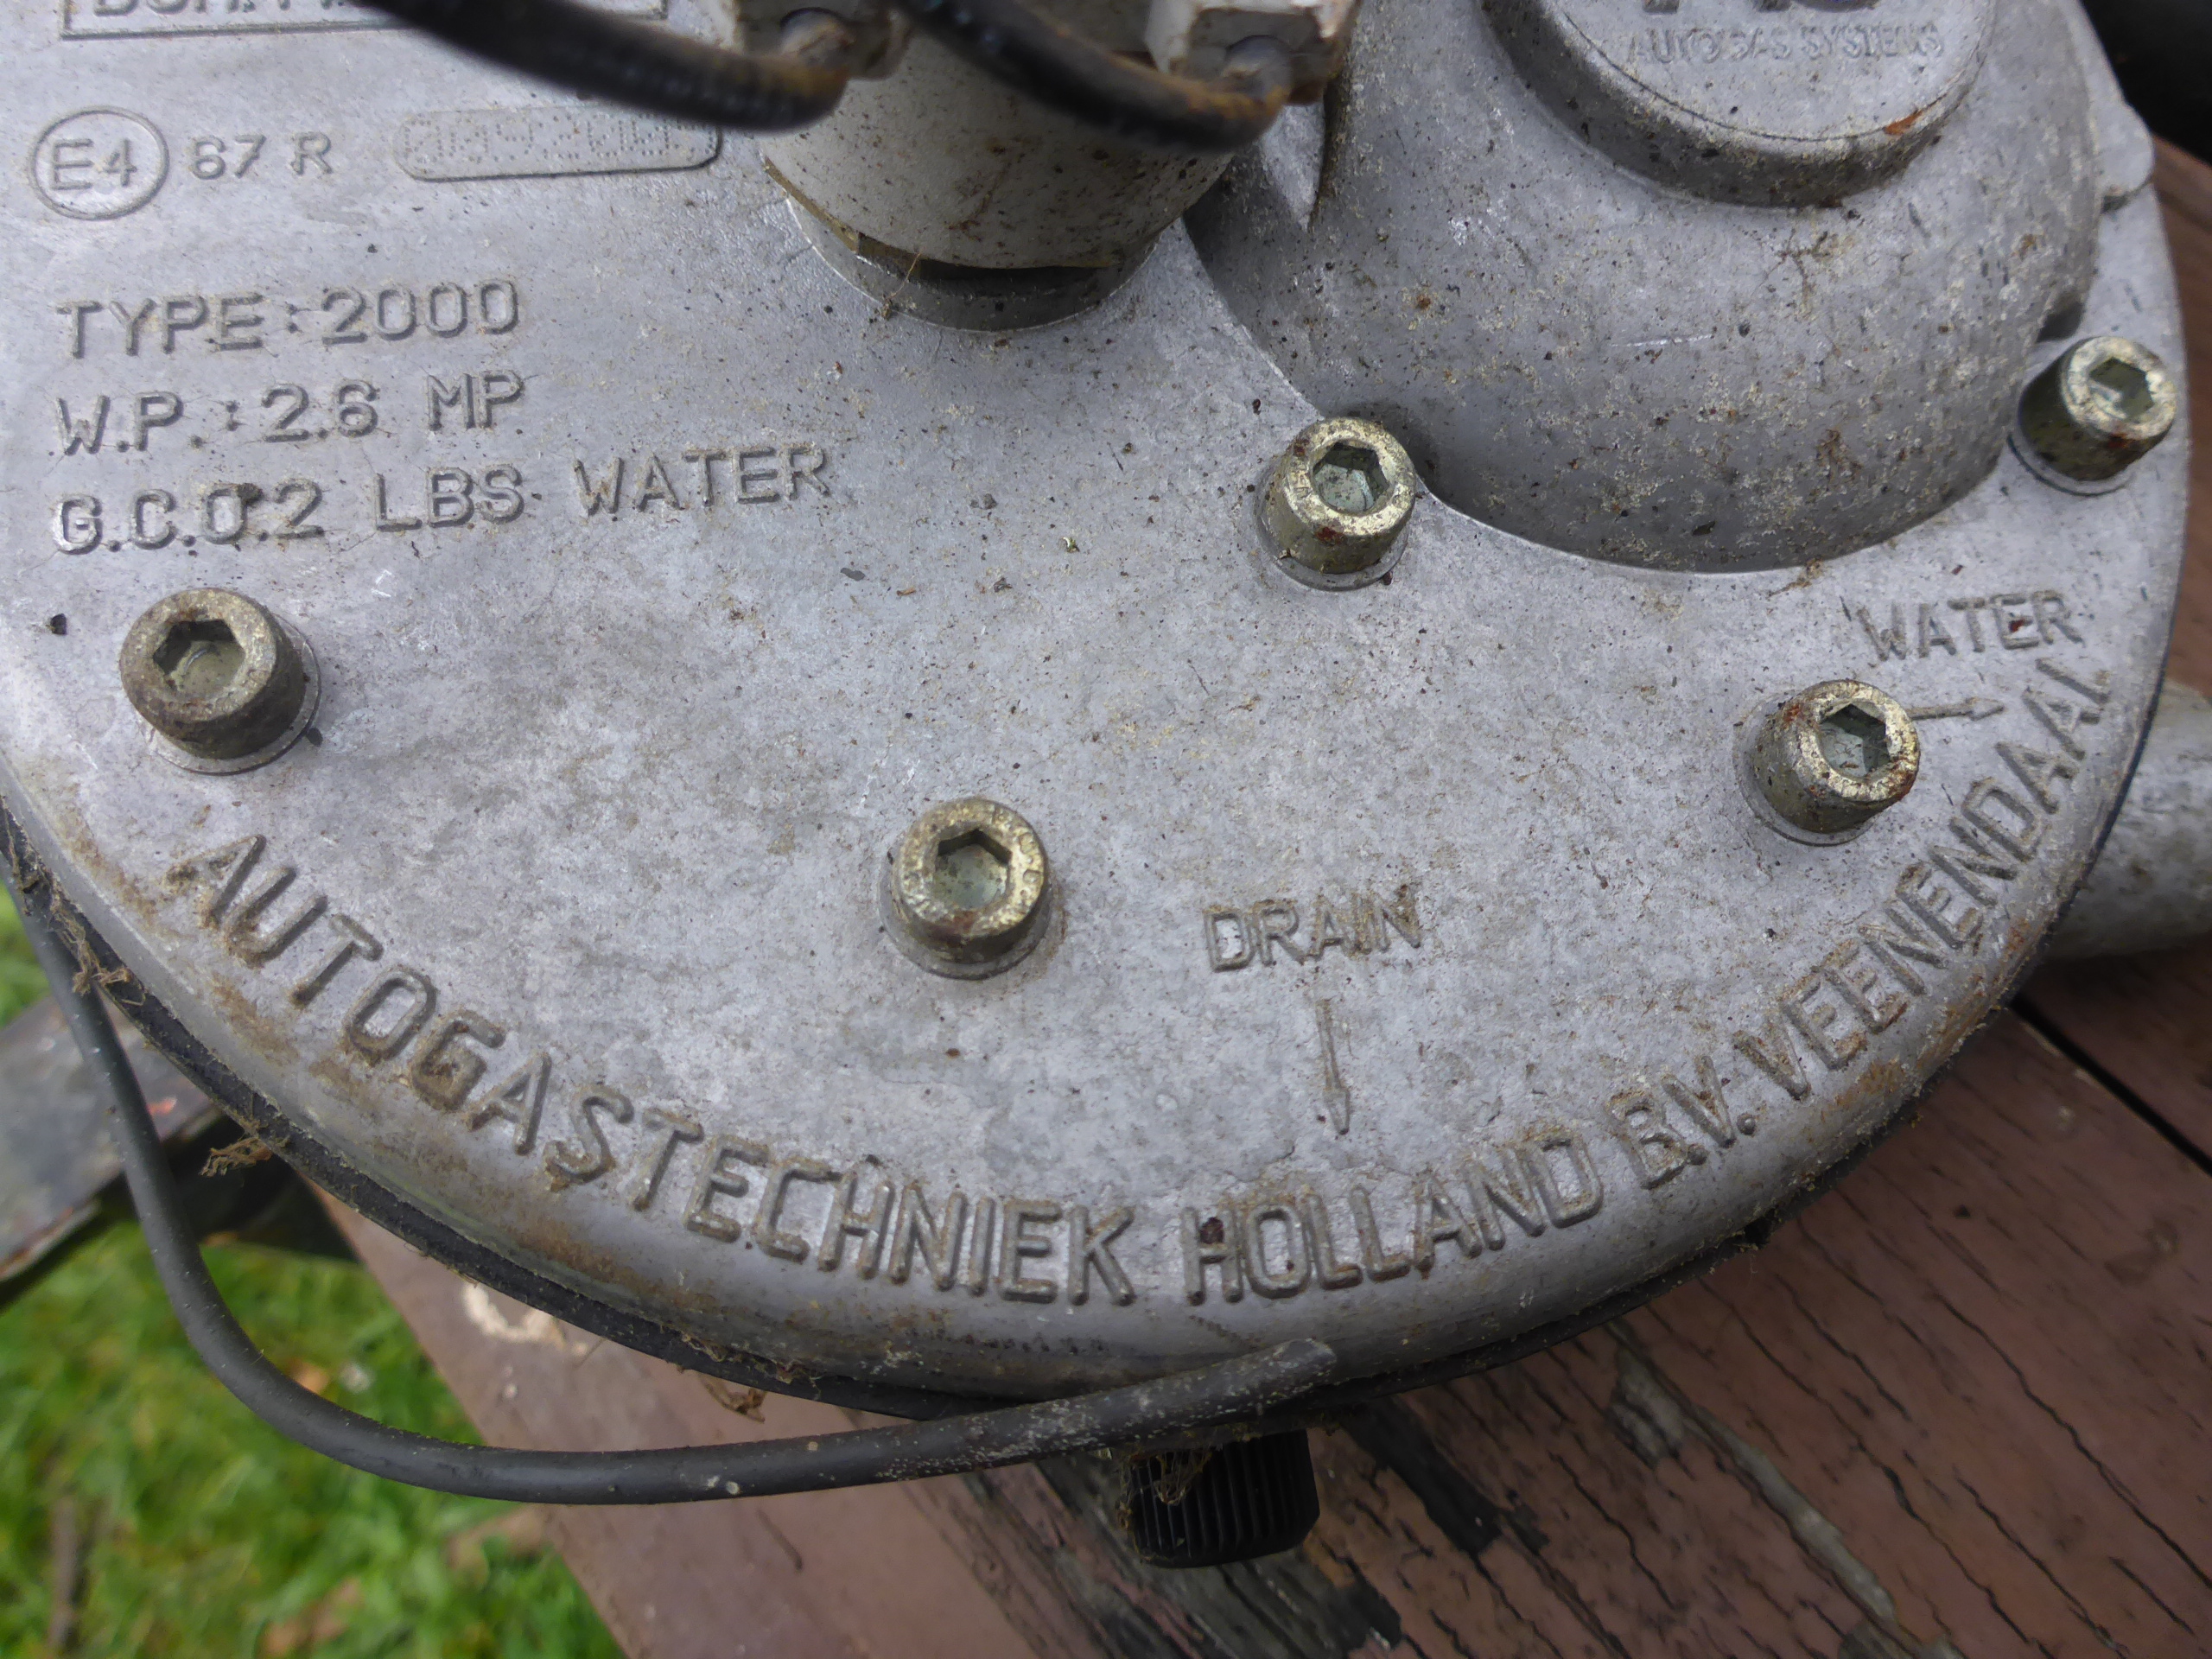 AUTOGAS SYSTEMS
E4 67 R
TYPE: 2000
W.P.: 2.6 MP
G.C.0.2 LBS WATER
WATER
DRAIN
AUTOGASTECHNIEK HOLLAND B.V. VEENENDAAL